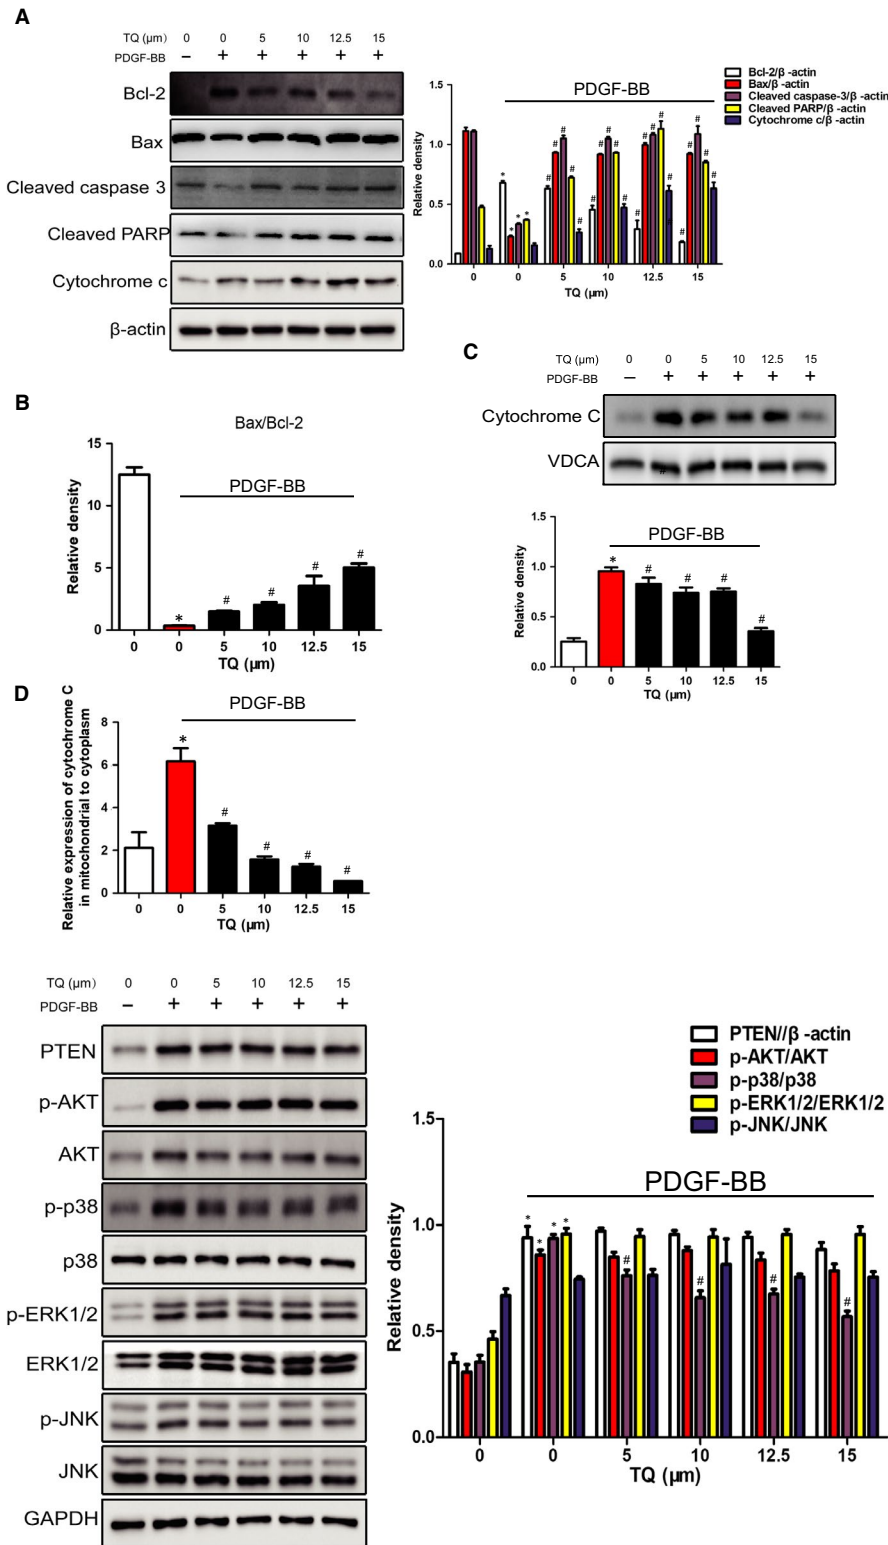 A
TQ (µm) 0 0 5 10 12.5 15
PDGF-BB − + + + + +
Bcl-2
Bax
Cleaved caspase 3
Cleaved PARP
Cytochrome c
β-actin
Bcl-2/β -actin
Bax/β -actin
Cleaved caspase-3/β -actin
Cleaved PARP/β -actin
Cytochrome c/β -actin
PDGF-BB
Relative density
1.5
1.0
0.5
0.0
* * * *
# # # #
# # # # #
# # # # #
# # # # #
# # # # #
0 0 5 10 12.5 15
TQ (µm)
B
Bax/Bcl-2
PDGF-BB
Relative density
15
10
5
0
* # # # #
0 0 5 10 12.5 15
TQ (µm)
C
TQ (µm) 0 0 5 10 12.5 15
PDGF-BB − + + + + +
Cytochrome C
VDCA
#
PDGF-BB
Relative density
1.5
1.0
0.5
0.0
* # # # #
0 0 5 10 12.5 15
TQ (µm)
D
PDGF-BB
Relative expression of cytochrome C
in mitochondrial to cytoplasm
8
6
4
2
0
* # # # #
0 0 5 10 12.5 15
TQ (µm)
TQ (µm) 0 0 5 10 12.5 15
PDGF-BB − + + + + +
PTEN
p-AKT
AKT
p-p38
p38
p-ERK1/2
ERK1/2
p-JNK
JNK
GAPDH
PTEN//β -actin
p-AKT/AKT
p-p38/p38
p-ERK1/2/ERK1/2
p-JNK/JNK
PDGF-BB
Relative density
1.5
1.0
0.5
0.0
* * * * # # # #
0 0 5 10 12.5 15
TQ (µm)